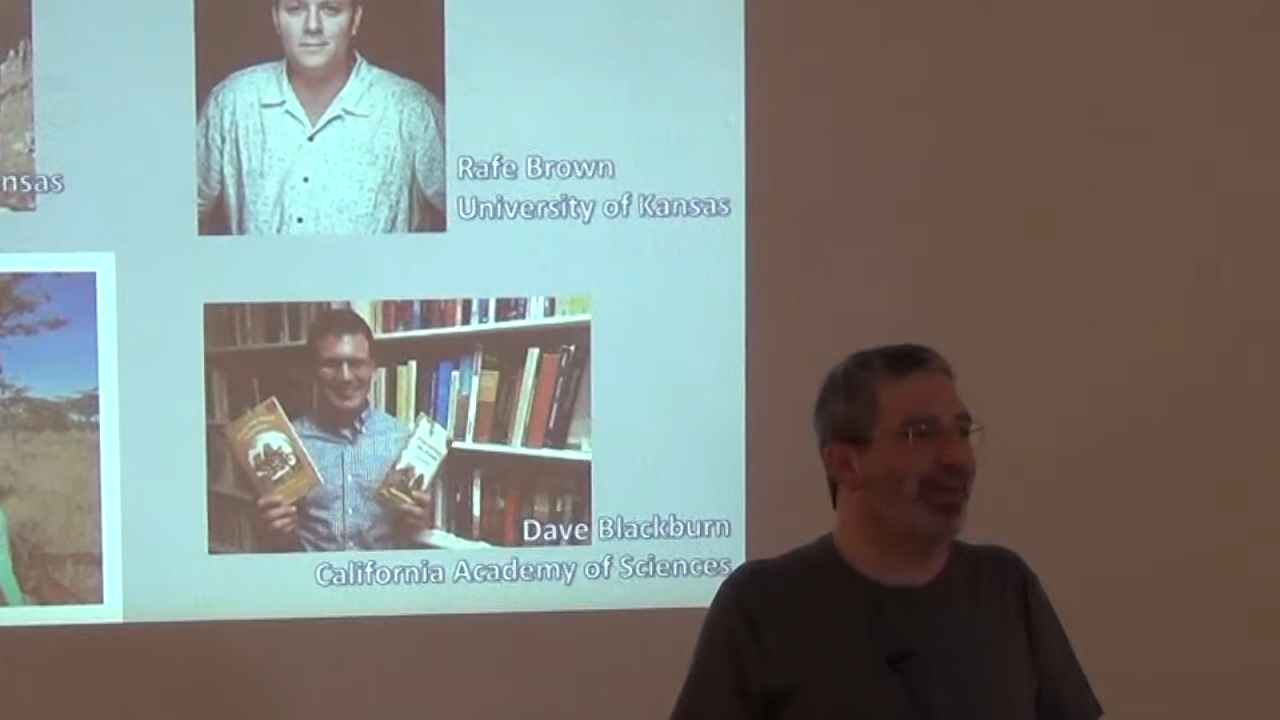 nsas
Rafe Brown
University of Kansas
Dave Blackburn
California Academy of Sciences